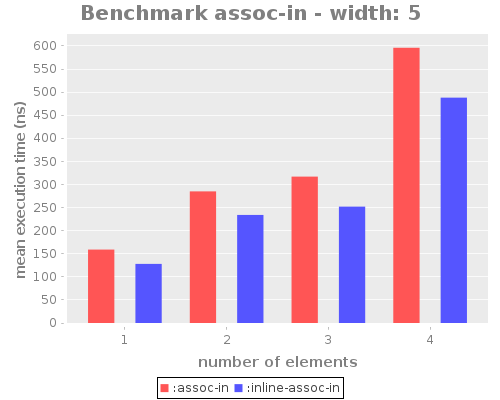 Benchmark assoc-in - width: 5
mean execution time (ns)
600
550
500
450
400
350
300
250
200
150
100
50
0
1 2 3 4
number of elements
:assoc-in :inline-assoc-in